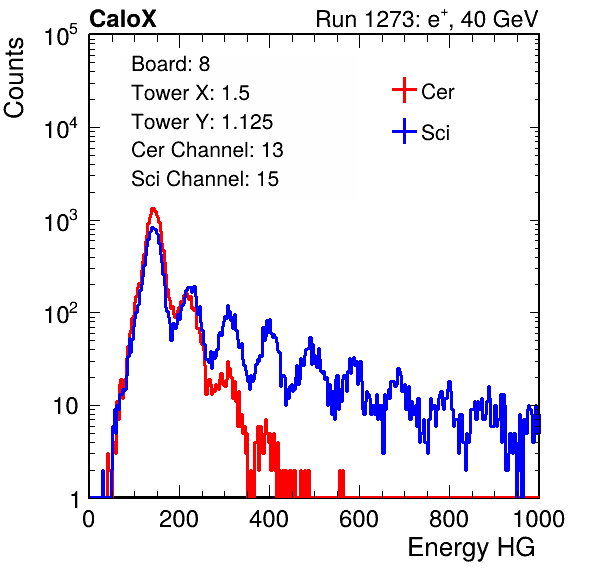 CaloX Run 1273: e⁺, 40 GeV
Counts
10⁵
10⁴
10³
10²
10
1
Board: 8
Tower X: 1.5
Tower Y: 1.125
Cer Channel: 13
Sci Channel: 15
Cer
Sci
0 200 400 600 800 1000
Energy HG